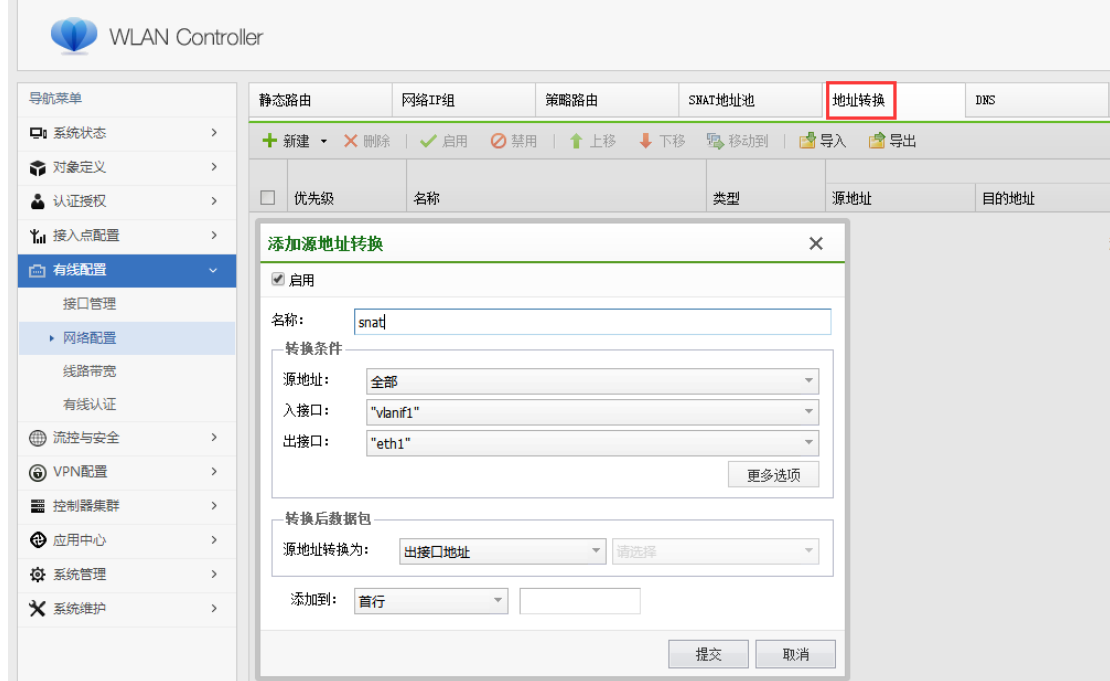 WLAN Controller
导航菜单
系统状态
对象定义
认证授权
接入点配置
有线配置
接口管理
网络配置
线路带宽
有线认证
流控与安全
VPN配置
控制器集群
应用中心
系统管理
系统维护
静态路由 网络IP组 策略路由 SNAT地址池 地址转换 DNS
新建 删除 启用 禁用 上移 下移 移动到 导入 导出
优先级 名称 类型 源地址 目的地址
添加源地址转换
启用
名称： snat
转换条件
源地址： 全部
入接口： "vlanif1"
出接口： "eth1"
更多选项
转换后数据包
源地址转换为： 出接口地址 请选择
添加到： 首行
提交 取消